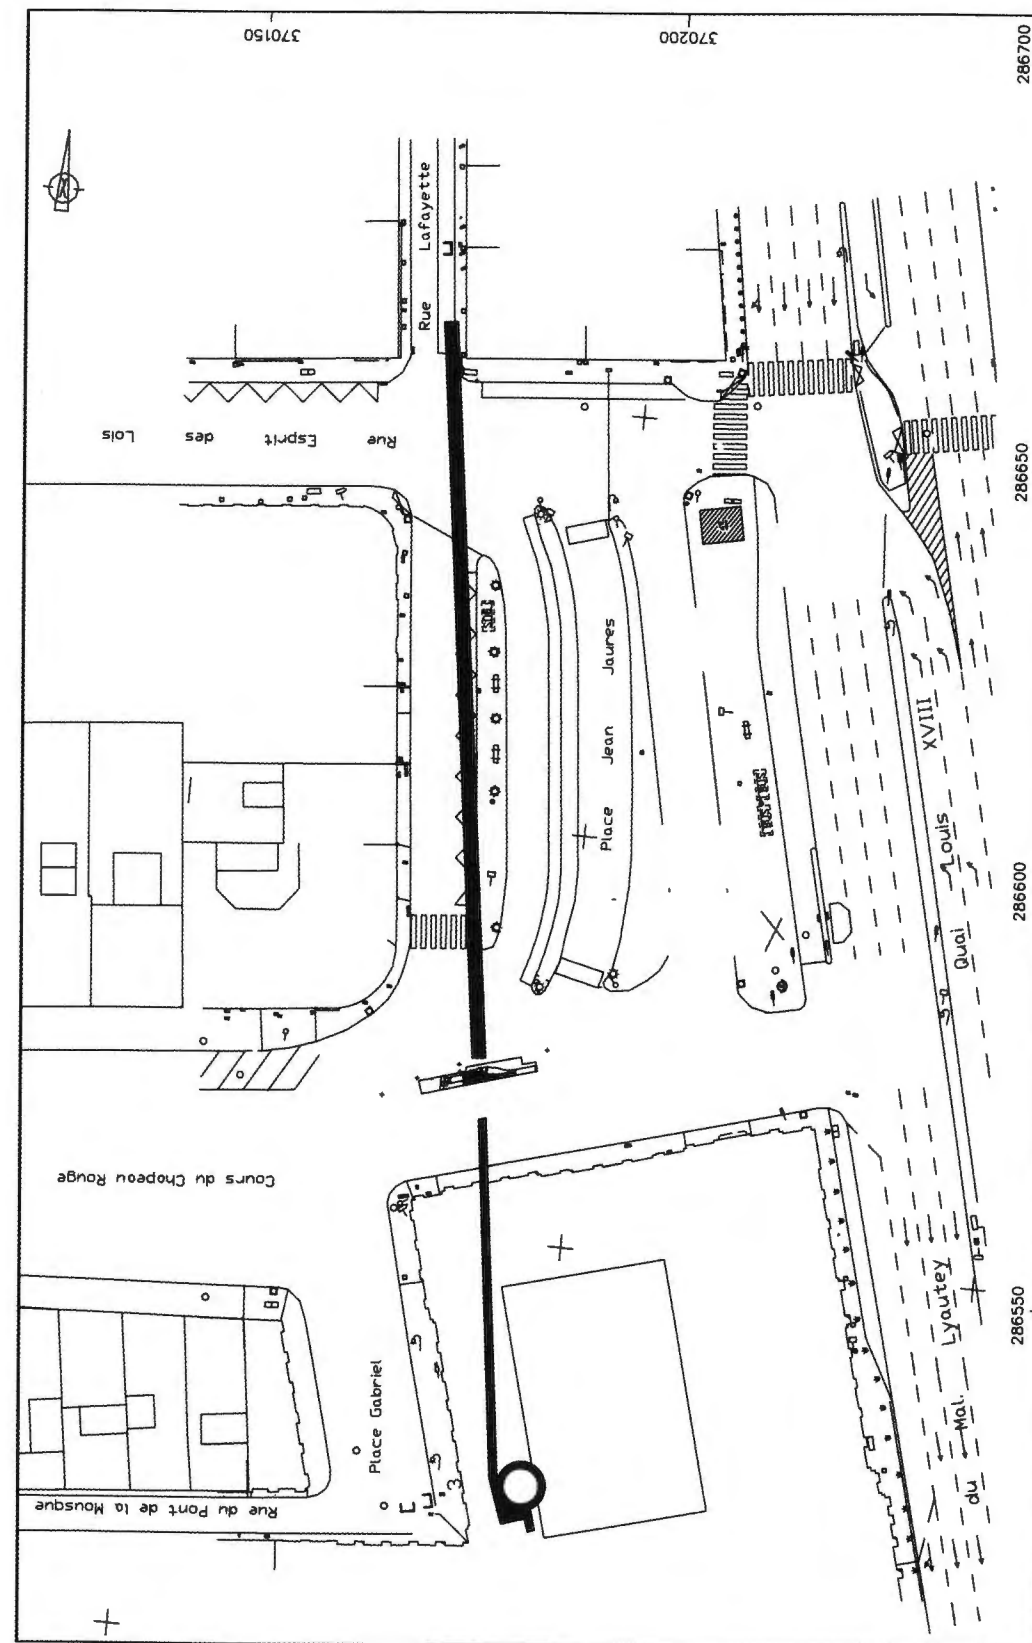 370150
370200
286700
Rue Lafayette
Rue Esprit des Lois
286650
Place Jean Jaures
XVIII
Louis
Quai
286600
Cours du Chapeau Rouge
Lyautey
Mal.
du
286550
Place Gabriel
Rue du Pont de la Mousque